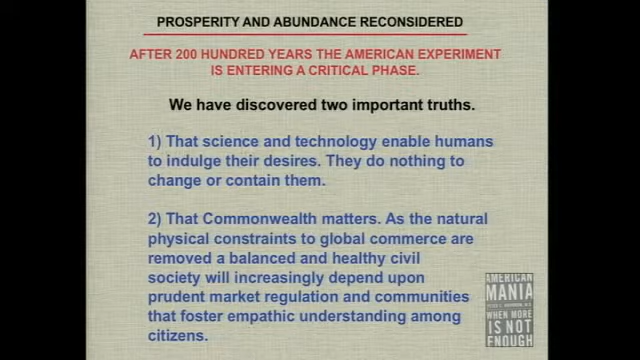 PROSPERITY AND ABUNDANCE RECONSIDERED
AFTER 200 HUNDRED YEARS THE AMERICAN EXPERIMENT
IS ENTERING A CRITICAL PHASE.
We have discovered two important truths.
1) That science and technology enable humans
to indulge their desires. They do nothing to
change or contain them.
2) That Commonwealth matters. As the natural
physical constraints to global commerce are
removed a balanced and healthy civil
society will increasingly depend upon
prudent market regulation and communities
that foster empathic understanding among
citizens.
AMERICAN
MANIA
WHEN MORE
IS NOT
ENOUGH